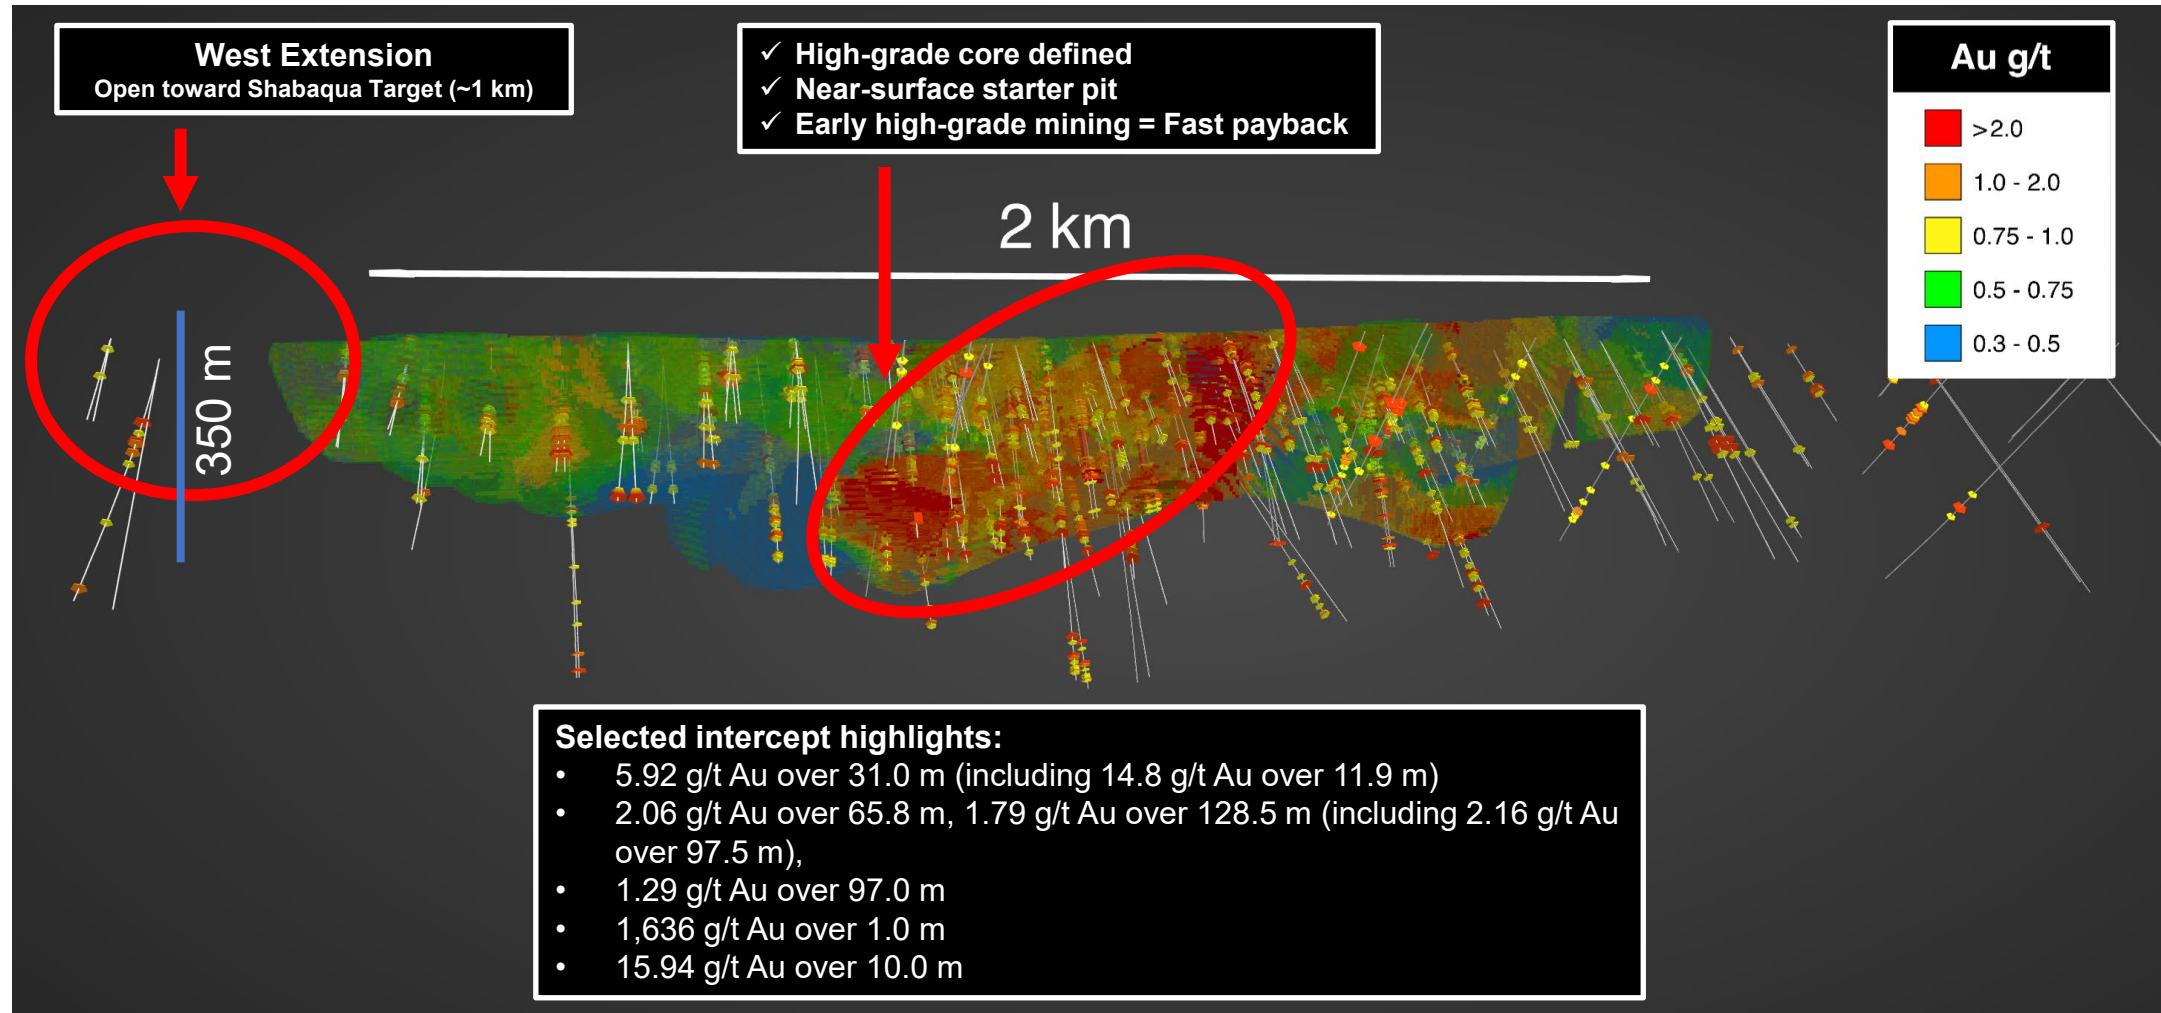 West Extension
Open toward Shabaqua Target (~1 km)
✓ High-grade core defined
✓ Near-surface starter pit
✓ Early high-grade mining = Fast payback
Au g/t
>2.0
1.0 - 2.0
0.75 - 1.0
0.5 - 0.75
0.3 - 0.5
2 km
350 m
Selected intercept highlights:
• 5.92 g/t Au over 31.0 m (including 14.8 g/t Au over 11.9 m)
• 2.06 g/t Au over 65.8 m, 1.79 g/t Au over 128.5 m (including 2.16 g/t Au
over 97.5 m),
• 1.29 g/t Au over 97.0 m
• 1,636 g/t Au over 1.0 m
• 15.94 g/t Au over 10.0 m